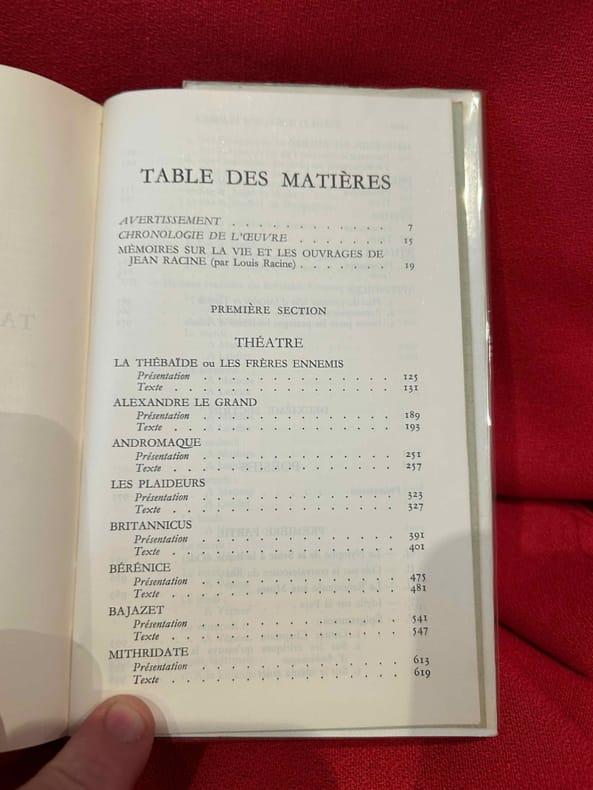 TABLE DES MATIÈRES
AVERTISSEMENT . . . . . . . . . . . . 7
CHRONOLOGIE DE L'ŒUVRE . . . . . . . 15
MÉMOIRES SUR LA VIE ET LES OUVRAGES DE
JEAN RACINE (par Louis Racine) . . . . . . . 19
PREMIÈRE SECTION
THÉATRE
LA THÉBAÏDE ou LES FRÈRES ENNEMIS
Présentation . . . . . . . . . . . . . . 125
Texte . . . . . . . . . . . . . . . . 131
ALEXANDRE LE GRAND
Présentation . . . . . . . . . . . . . . 189
Texte . . . . . . . . . . . . . . . . 193
ANDROMAQUE
Présentation . . . . . . . . . . . . . . 251
Texte . . . . . . . . . . . . . . . . 257
LES PLAIDEURS
Présentation . . . . . . . . . . . . . . 323
Texte . . . . . . . . . . . . . . . . 327
BRITANNICUS
Présentation . . . . . . . . . . . . . . 391
Texte . . . . . . . . . . . . . . . . 401
BÉRÉNICE
Présentation . . . . . . . . . . . . . . 475
Texte . . . . . . . . . . . . . . . . 481
BAJAZET
Présentation . . . . . . . . . . . . . . 541
Texte . . . . . . . . . . . . . . . . 547
MITHRIDATE
Présentation . . . . . . . . . . . . . . 613
Texte . . . . . . . . . . . . . . . . 619